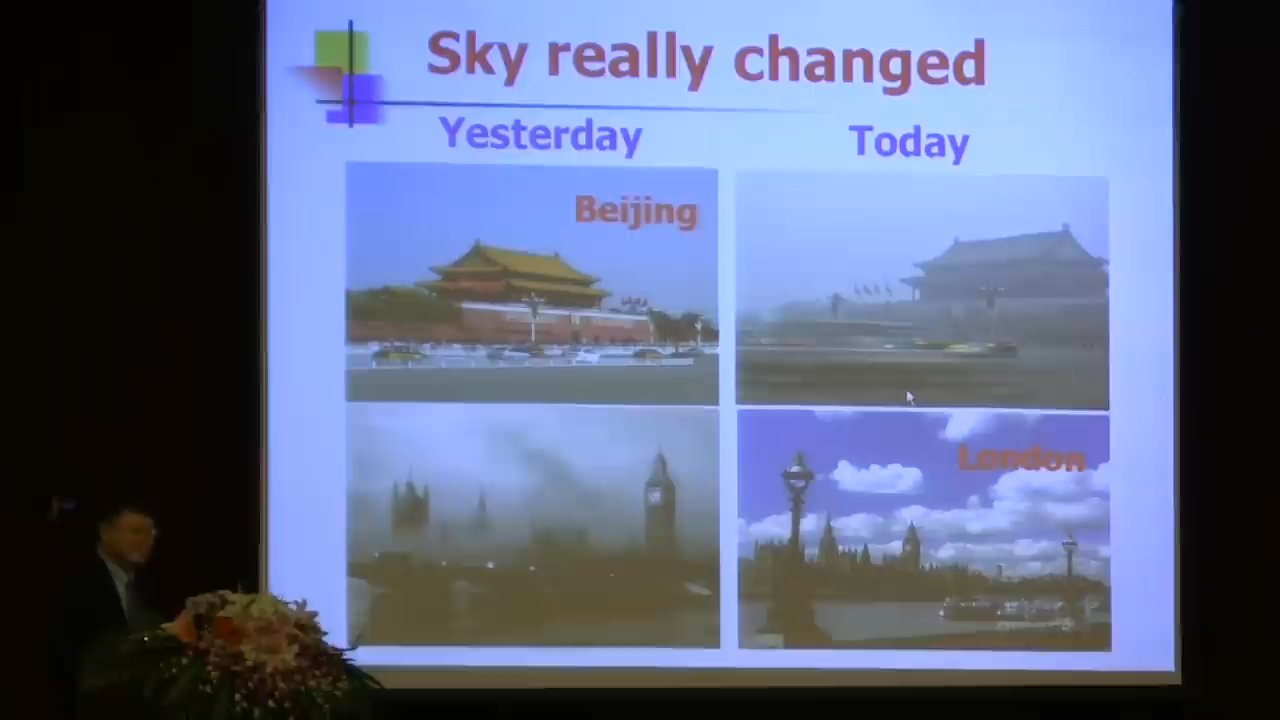 Sky really changed
Yesterday
Today
Beijing
London